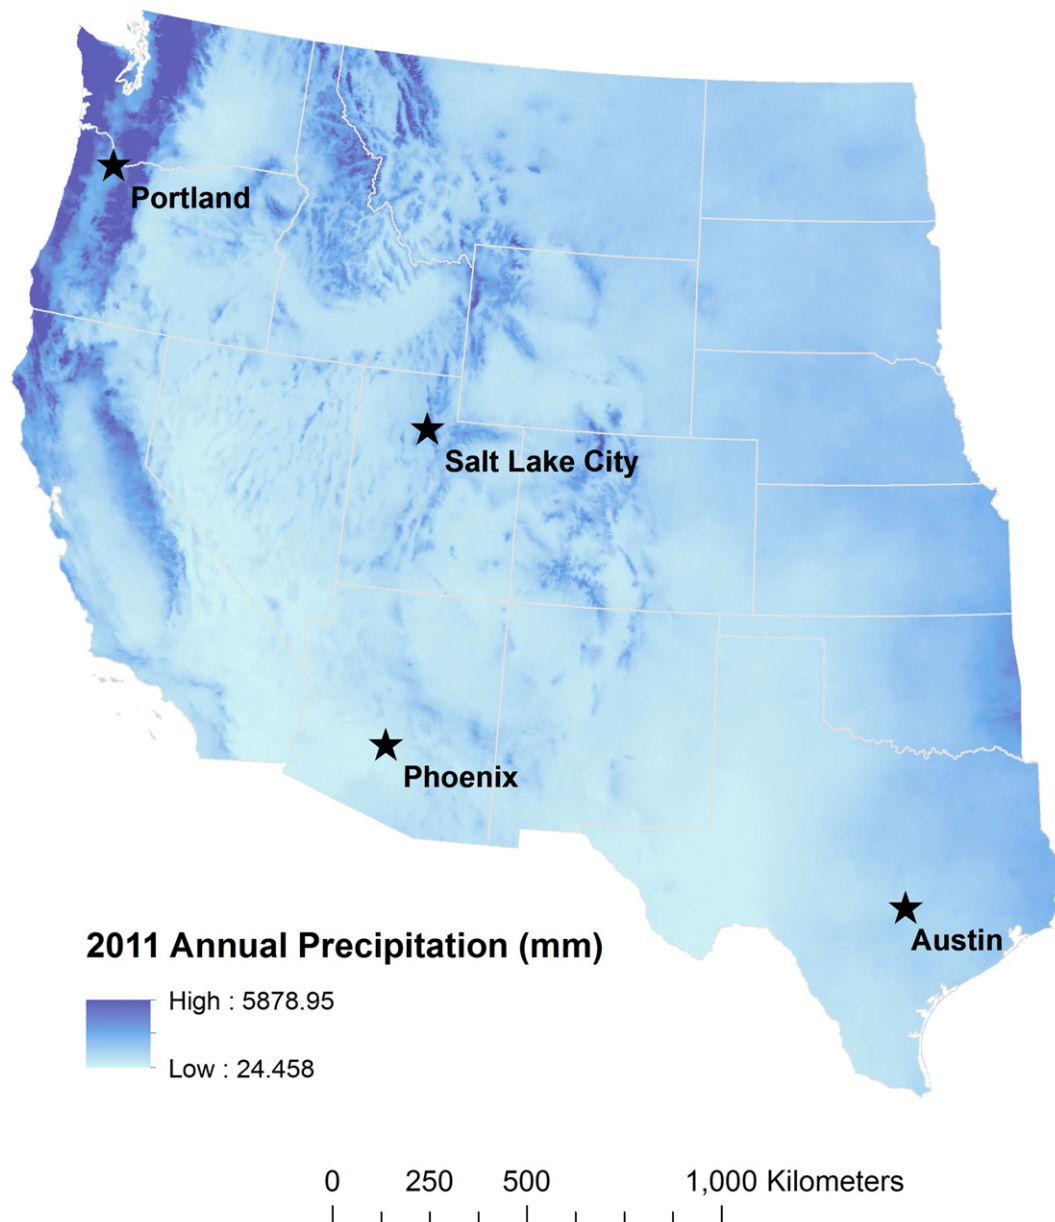 Portland
Salt Lake City
Phoenix
Austin
2011 Annual Precipitation (mm)
High : 5878.95
Low : 24.458
0 250 500 1,000 Kilometers